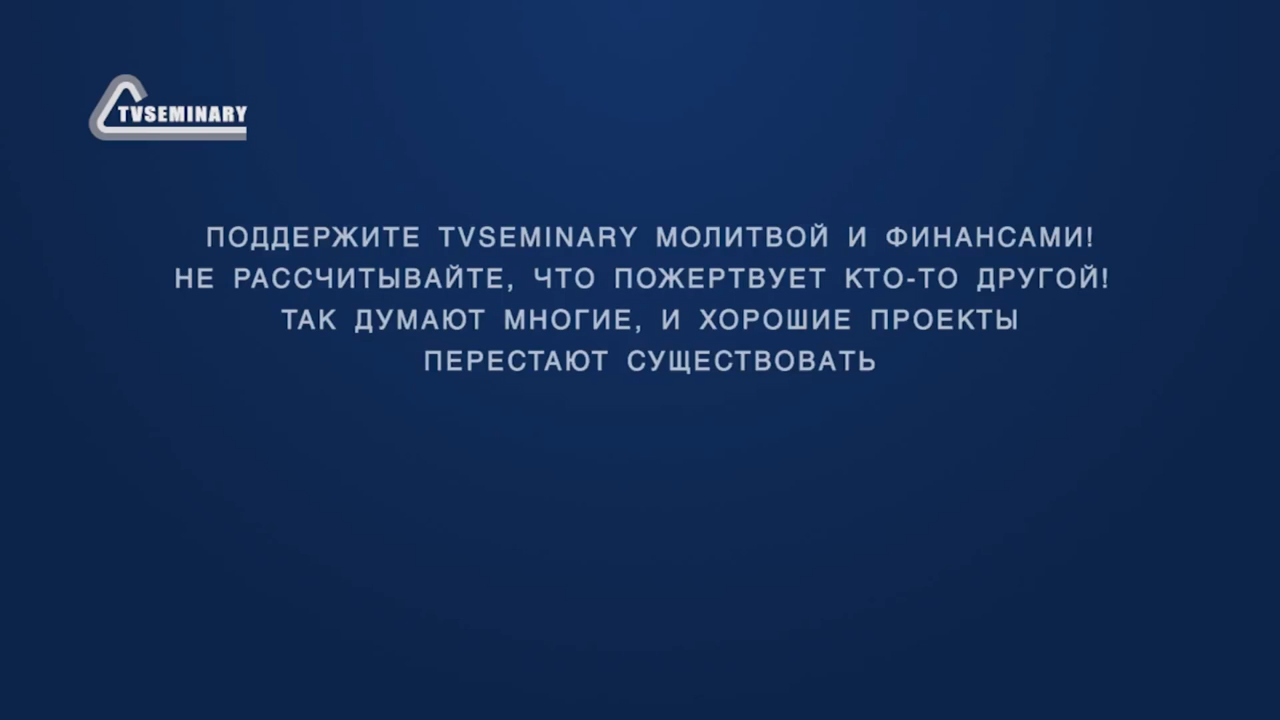 TVSEMINARY
ПОДДЕРЖИТЕ TVSEMINARY МОЛИТВОЙ И ФИНАНСАМИ!
НЕ РАССЧИТЫВАЙТЕ, ЧТО ПОЖЕРТВУЕТ КТО-ТО ДРУГОЙ!
ТАК ДУМАЮТ МНОГИЕ, И ХОРОШИЕ ПРОЕКТЫ
ПЕРЕСТАЮТ СУЩЕСТВОВАТЬ